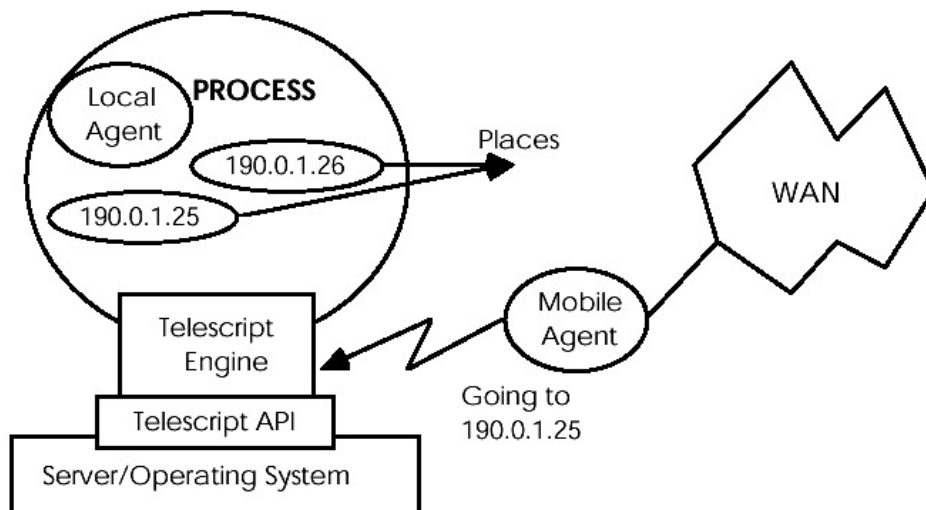 Local
Agent
PROCESS
190.0.1.26
190.0.1.25
Places
WAN
Mobile
Agent
Going to
190.0.1.25
Telescript
Engine
Telescript API
Server/Operating System